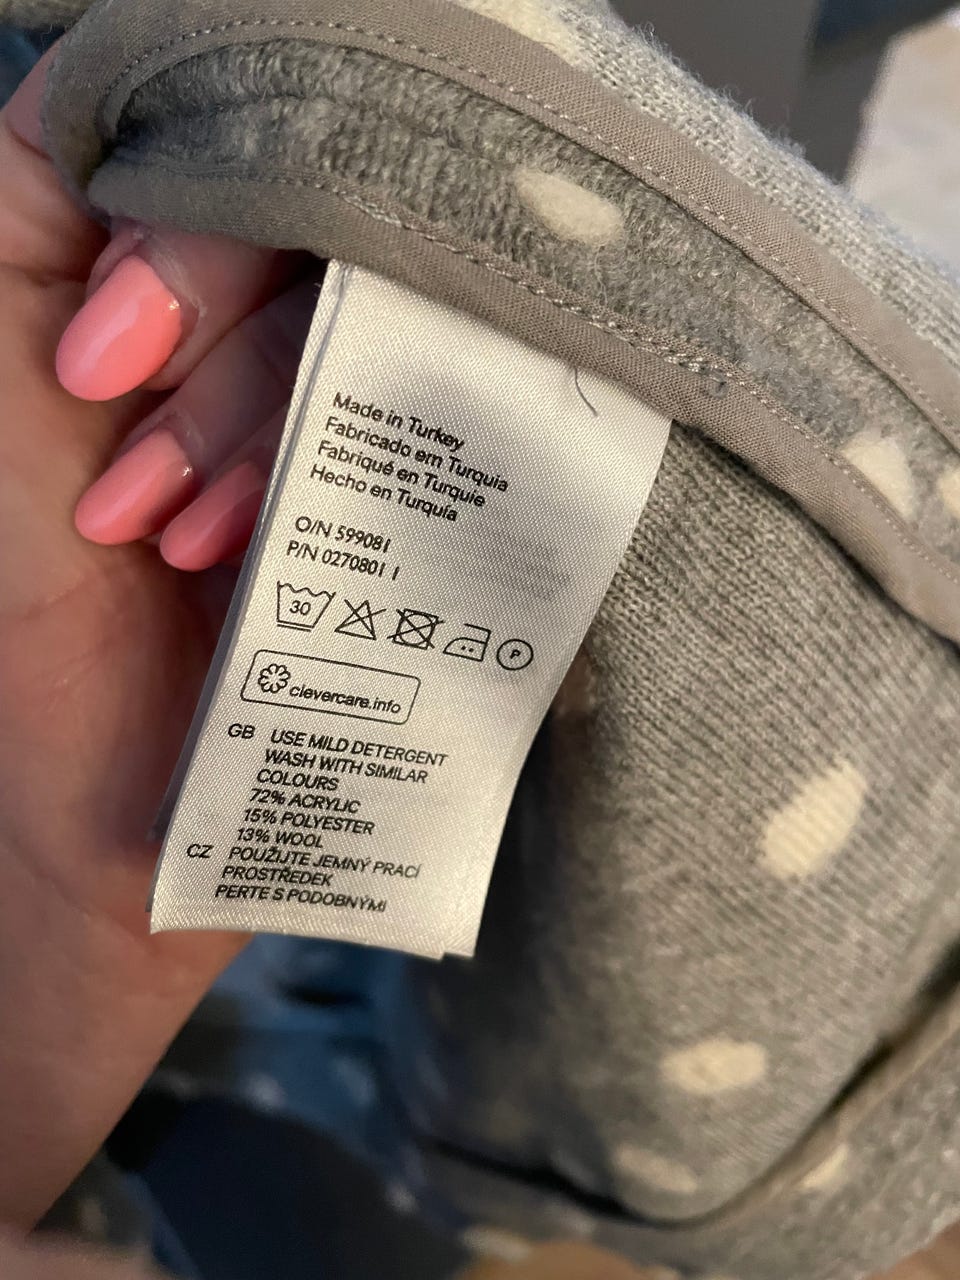 Made in Turkey
Fabricado em Turquia
Fabriqué en Turquie
Hecho en Turquía
O/N 599081
P/N 0270801 1
30 P
clevercare.info
GB USE MILD DETERGENT
WASH WITH SIMILAR
COLOURS
72% ACRYLIC
15% POLYESTER
13% WOOL
CZ POUŽIJTE JEMNÝ PRACÍ
PROSTŘEDEK
PERTE S PODOBNÝMI